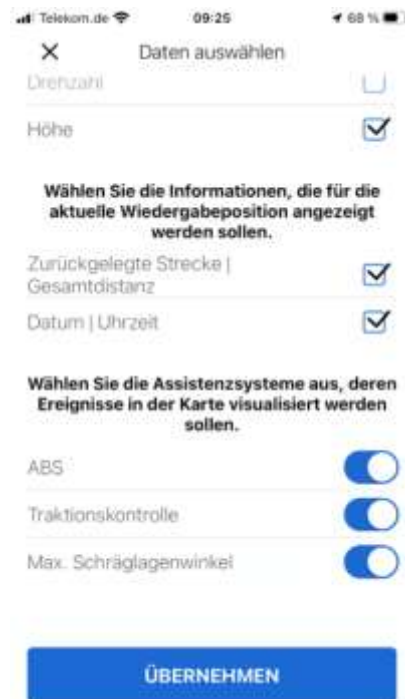 Telekom.de 09:25 68 %
Daten auswählen
Drehzahl
Höhe
Wählen Sie die Informationen, die für die
aktuelle Wiedergabeposition angezeigt
werden sollen.
Zurückgelegte Strecke |
Gesamtdistanz
Datum | Uhrzeit
Wählen Sie die Assistenzsysteme aus, deren
Ereignisse in der Karte visualisiert werden
sollen.
ABS
Traktionskontrolle
Max. Schräglagenwinkel
ÜBERNEHMEN